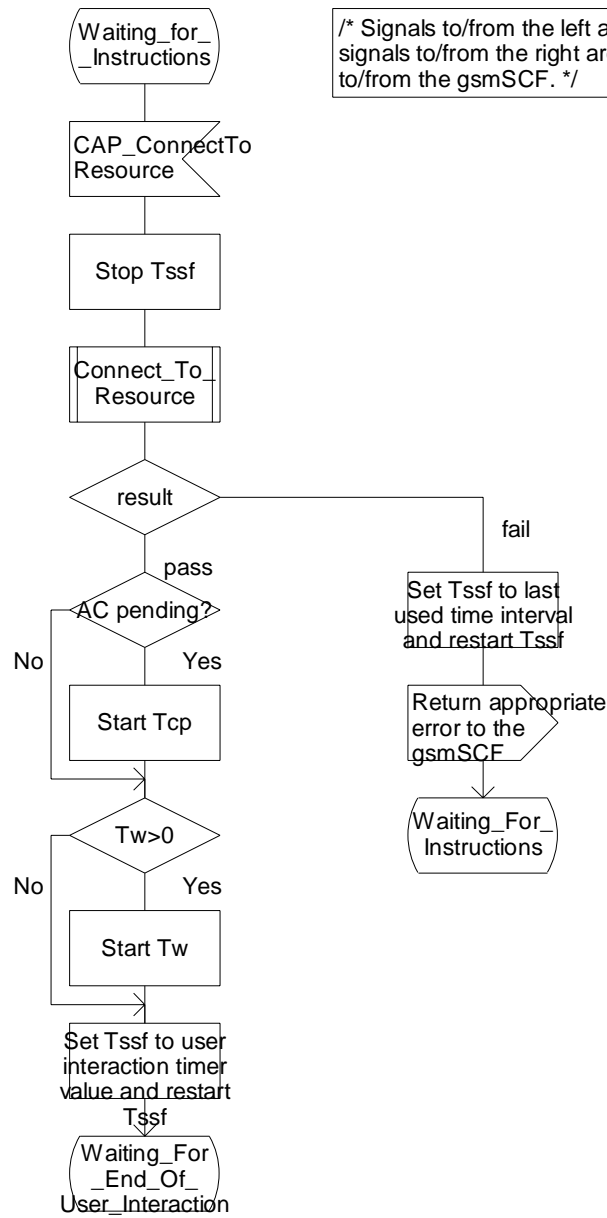 Waiting_for_
_Instructions
/* Signals to/from the left a
signals to/from the right ar
to/from the gsmSCF. */
CAP_ConnectTo
Resource
Stop Tssf
Connect_To_
Resource
result
fail
pass
AC pending?
No
Yes
Start Tcp
Set Tssf to last
used time interval
and restart Tssf
Return appropriate
error to the
gsmSCF
Waiting_For_
Instructions
Tw>0
No
Yes
Start Tw
Set Tssf to user
interaction timer
value and restart
Tssf
Waiting_For
_End_Of_
User_Interaction